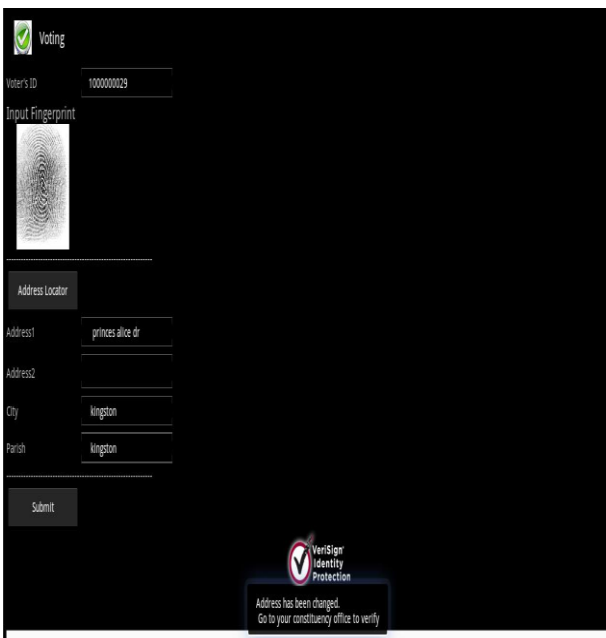 Voting
Voter's ID 1000000029
Input Fingerprint
Address Locator
Address1 princes alice dr
Address2
City kingston
Parish kingston
Submit
VeriSign
Identity
Protection
Address has been changed.
Go to your constituency office to verify